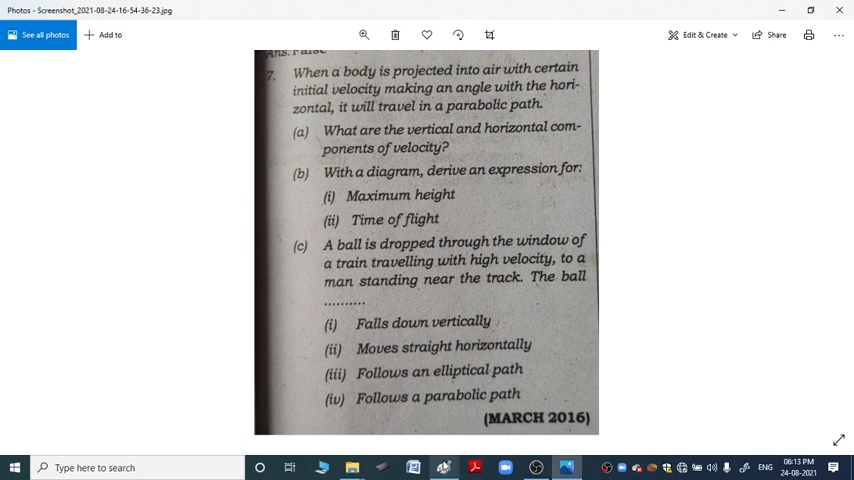 Photos - Screenshot_2021-08-24-16-54-36-23.jpg
See all photos
Add to
Edit & Create
Share
Ans. False
7. When a body is projected into air with certain
initial velocity making an angle with the hori-
zontal, it will travel in a parabolic path.
(a) What are the vertical and horizontal com-
ponents of velocity?
(b) With a diagram, derive an expression for:
(i) Maximum height
(ii) Time of flight
(c) A ball is dropped through the window of
a train travelling with high velocity, to a
man standing near the track. The ball
..........
(i) Falls down vertically
(ii) Moves straight horizontally
(iii) Follows an elliptical path
(iv) Follows a parabolic path
(MARCH 2016)
Type here to search
ENG
06:13 PM
24-08-2021